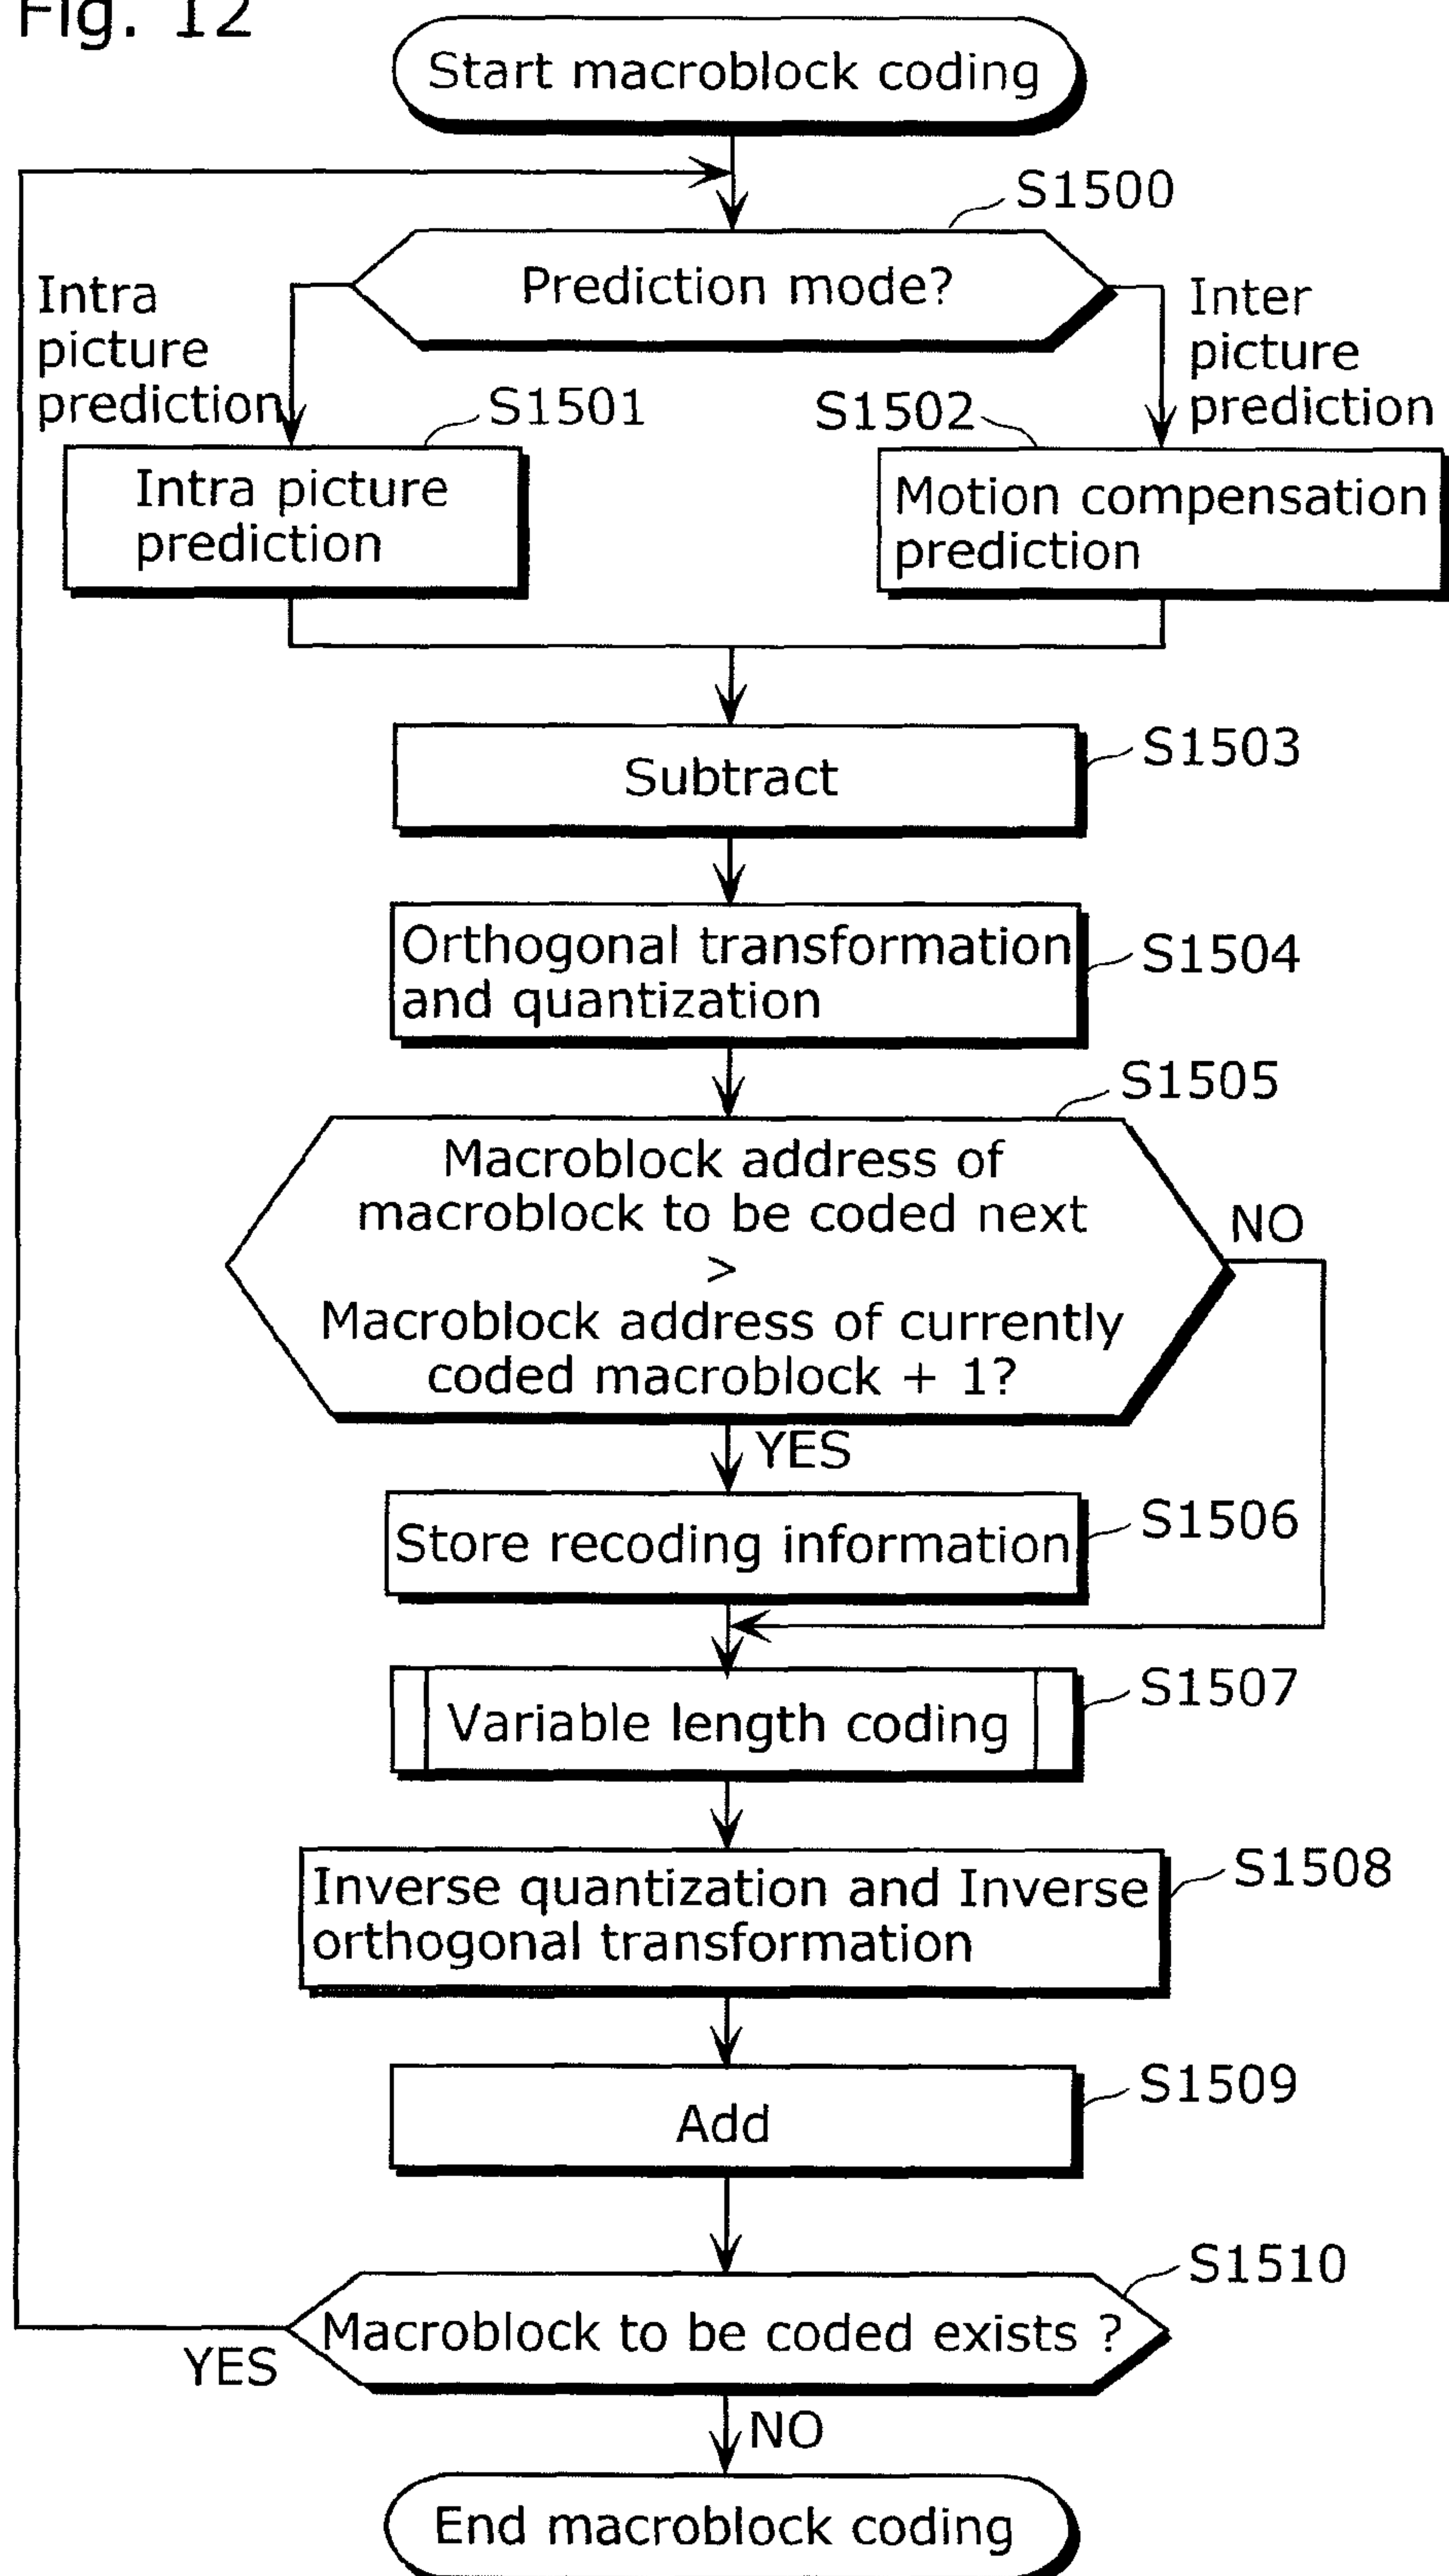 Fig. 12
Start macroblock coding
S1500
Prediction mode?
Intra
picture
prediction
Inter
picture
prediction
S1501
S1502
Intra picture
prediction
Motion compensation
prediction
Subtract
S1503
Orthogonal transformation
and quantization
S1504
S1505
Macroblock address of
macroblock to be coded next
>
Macroblock address of currently
coded macroblock + 1?
NO
YES
Store recoding information
S1506
Variable length coding
S1507
Inverse quantization and Inverse
orthogonal transformation
S1508
Add
S1509
S1510
Macroblock to be coded exists ?
YES
NO
End macroblock coding